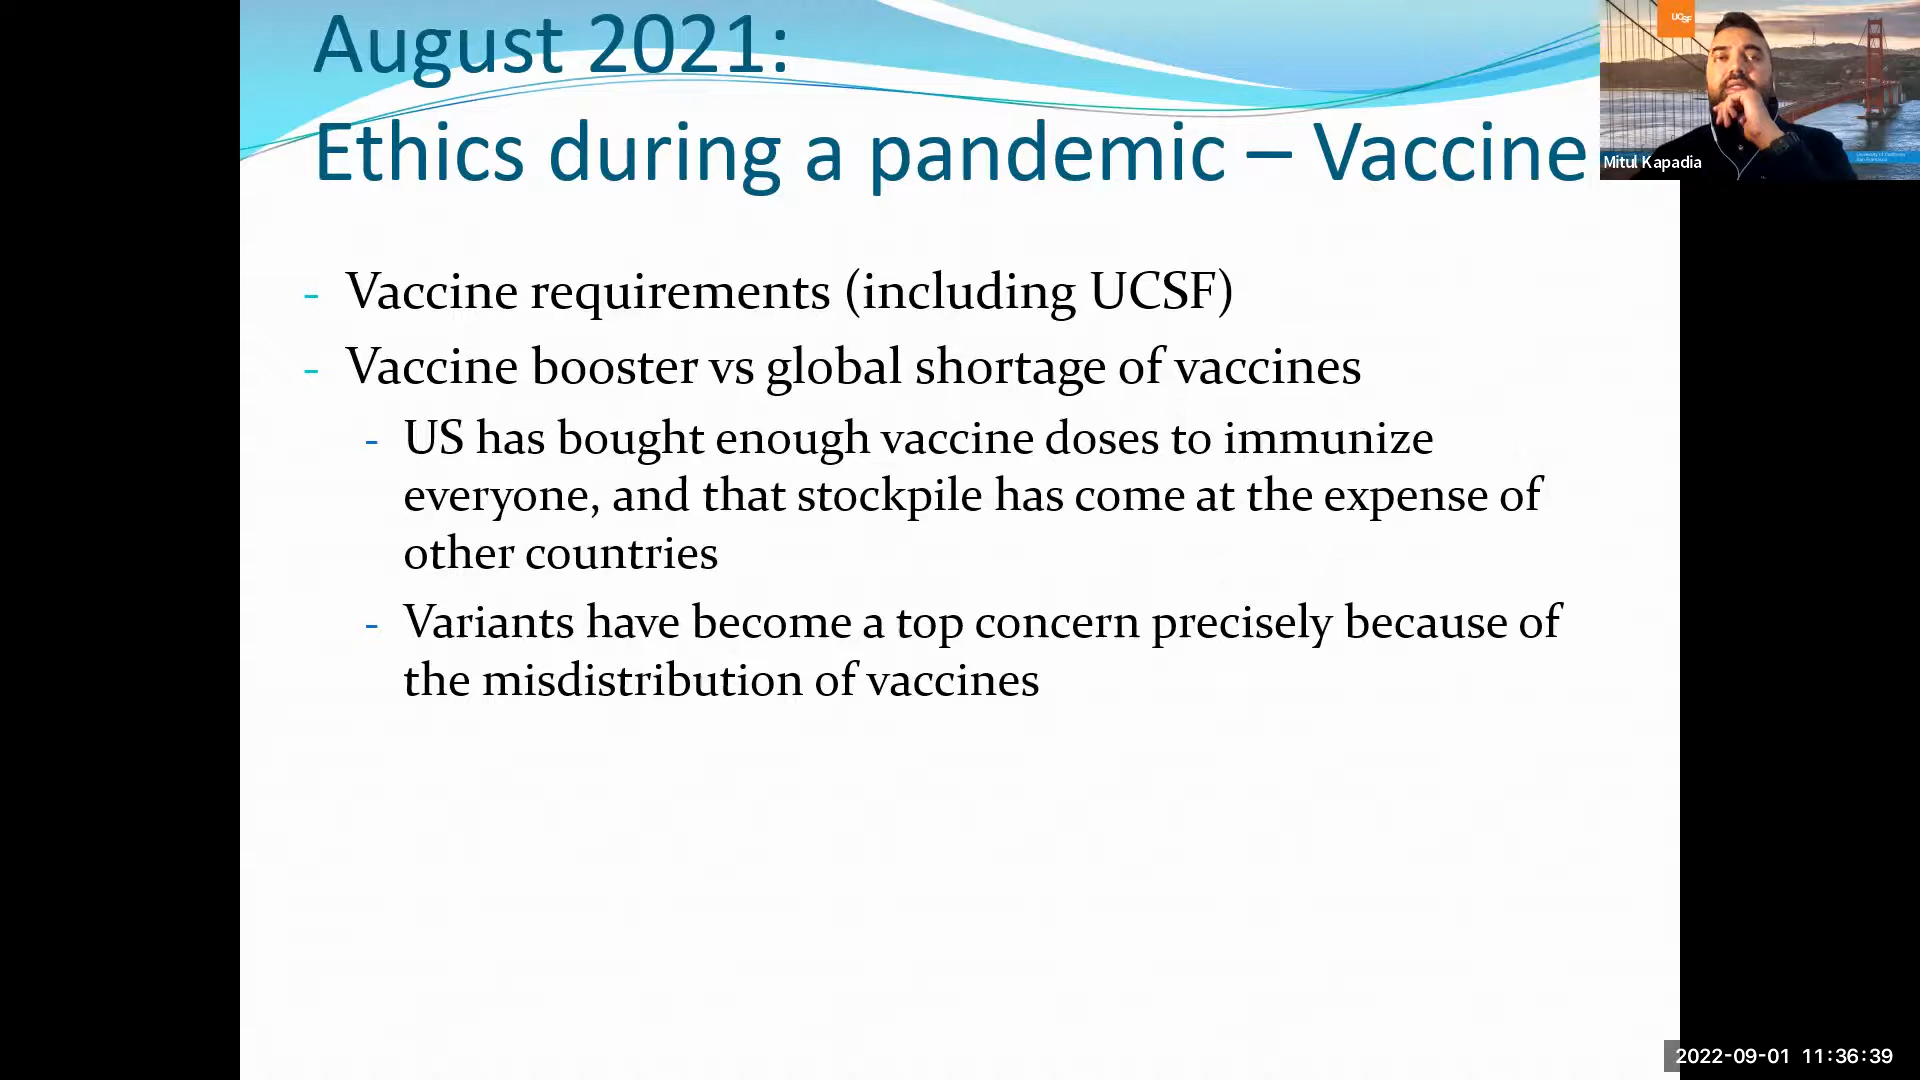 August 2021:
Ethics during a pandemic – Vaccine
UCSF
Mitul Kapadia
- Vaccine requirements (including UCSF)
- Vaccine booster vs global shortage of vaccines
- US has bought enough vaccine doses to immunize
everyone, and that stockpile has come at the expense of
other countries
- Variants have become a top concern precisely because of
the misdistribution of vaccines
2022-09-01 11:36:39